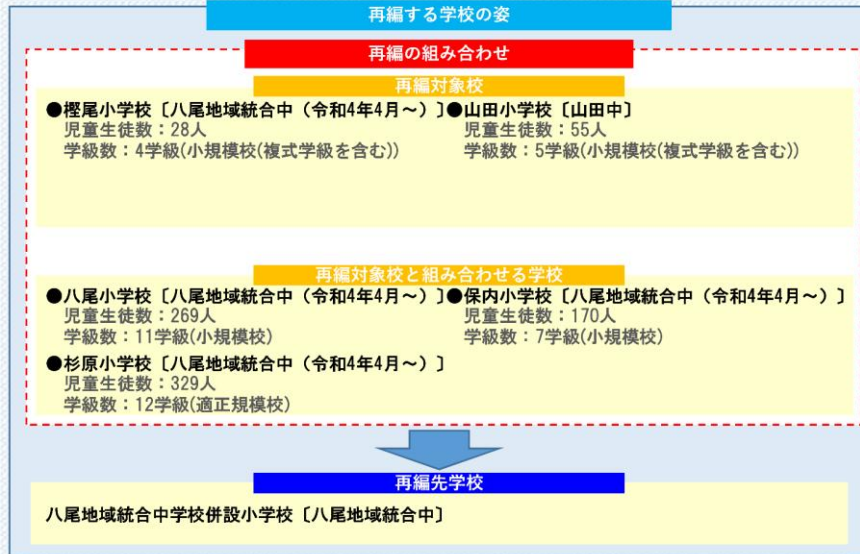 再編する学校の姿
再編の組み合わせ
再編対象校
●樫尾小学校〔八尾地域統合中（令和4年4月～）〕
児童生徒数：28人
学級数：4学級(小規模校(複式学級を含む))
●山田小学校〔山田中〕
児童生徒数：55人
学級数：5学級(小規模校(複式学級を含む))
再編対象校と組み合わせる学校
●八尾小学校〔八尾地域統合中（令和4年4月～）〕
児童生徒数：269人
学級数：11学級(小規模校)
●保内小学校〔八尾地域統合中（令和4年4月～）〕
児童生徒数：170人
学級数：7学級(小規模校)
●杉原小学校〔八尾地域統合中（令和4年4月～）〕
児童生徒数：329人
学級数：12学級(適正規模校)
再編先学校
八尾地域統合中学校併設小学校〔八尾地域統合中〕